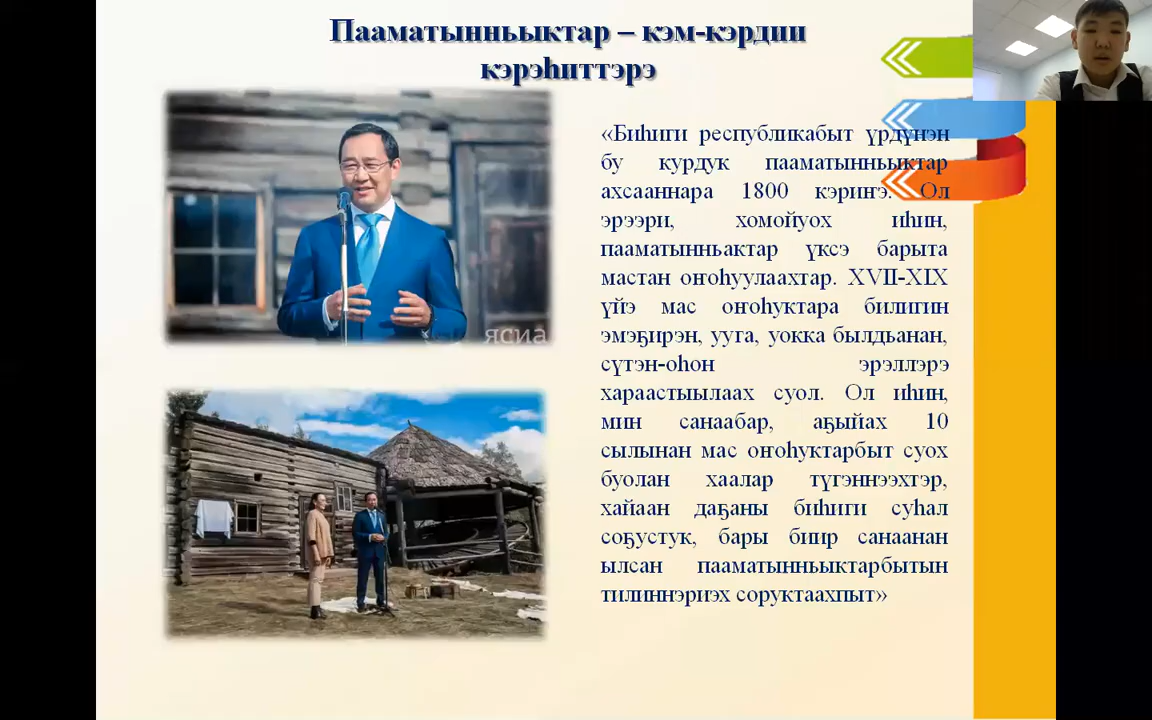 Пааматынньыктар – кэм-кэрдии
кэрэһиттэрэ
«Биһиги республикабыт үрдүнэн
бу курдук пааматынньыктар
ахсааннара 1800 кэриҥэ. Ол
эрээри, хомойуох иһин,
пааматынньактар үксэ барыта
мастан оҥоһуулаахтар. XVII-XIX
үйэ мас оҥоһуктара билигин
эмэҕирэн, ууга, уокка былдьанан,
сүтэн-оһон эрэллэрэ
хараастыылаах суол. Ол иһин,
мин санаабар, аҕыйах 10
сылынан мас оҥоһуктарбыт суох
буолан хаалар түгэннээхтэр,
хайаан даҕаны биһиги суһал
соҕустук, бары биир санаанан
ылсан пааматынньыктарбытын
тилиннэриэх соруктаахпыт»
ЯСИА